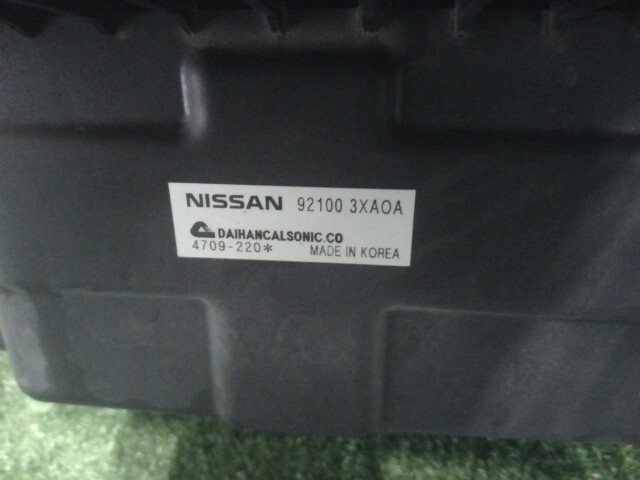 NISSAN 92100 3XA0A
DAIHANCALSONIC.CO
4709-220* MADE IN KOREA